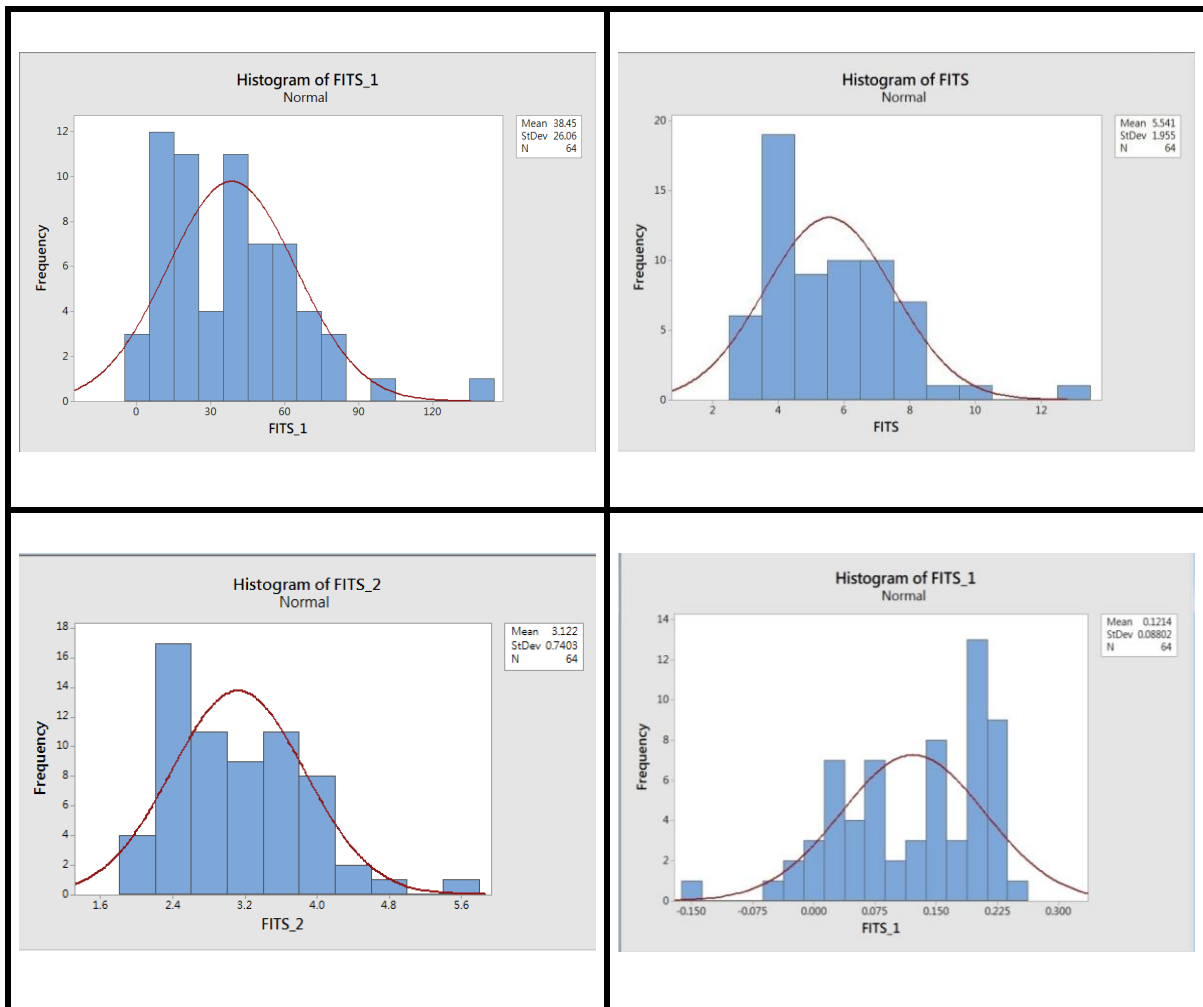 Histogram of FITS_1
Normal
Mean 38.45
StDev 26.06
N 64
12
10
8
6
4
2
0
Frequency
0 30 60 90 120
FITS_1
Histogram of FITS
Normal
Mean 5.541
StDev 1.955
N 64
20
15
10
5
0
Frequency
2 4 6 8 10 12
FITS
Histogram of FITS_2
Normal
Mean 3.122
StDev 0.7403
N 64
18
16
14
12
10
8
6
4
2
0
Frequency
1.6 2.4 3.2 4.0 4.8 5.6
FITS_2
Histogram of FITS_1
Normal
Mean 0.1214
StDev 0.08802
N 64
14
12
10
8
6
4
2
0
Frequency
-0.150 -0.075 0.000 0.075 0.150 0.225 0.300
FITS_1